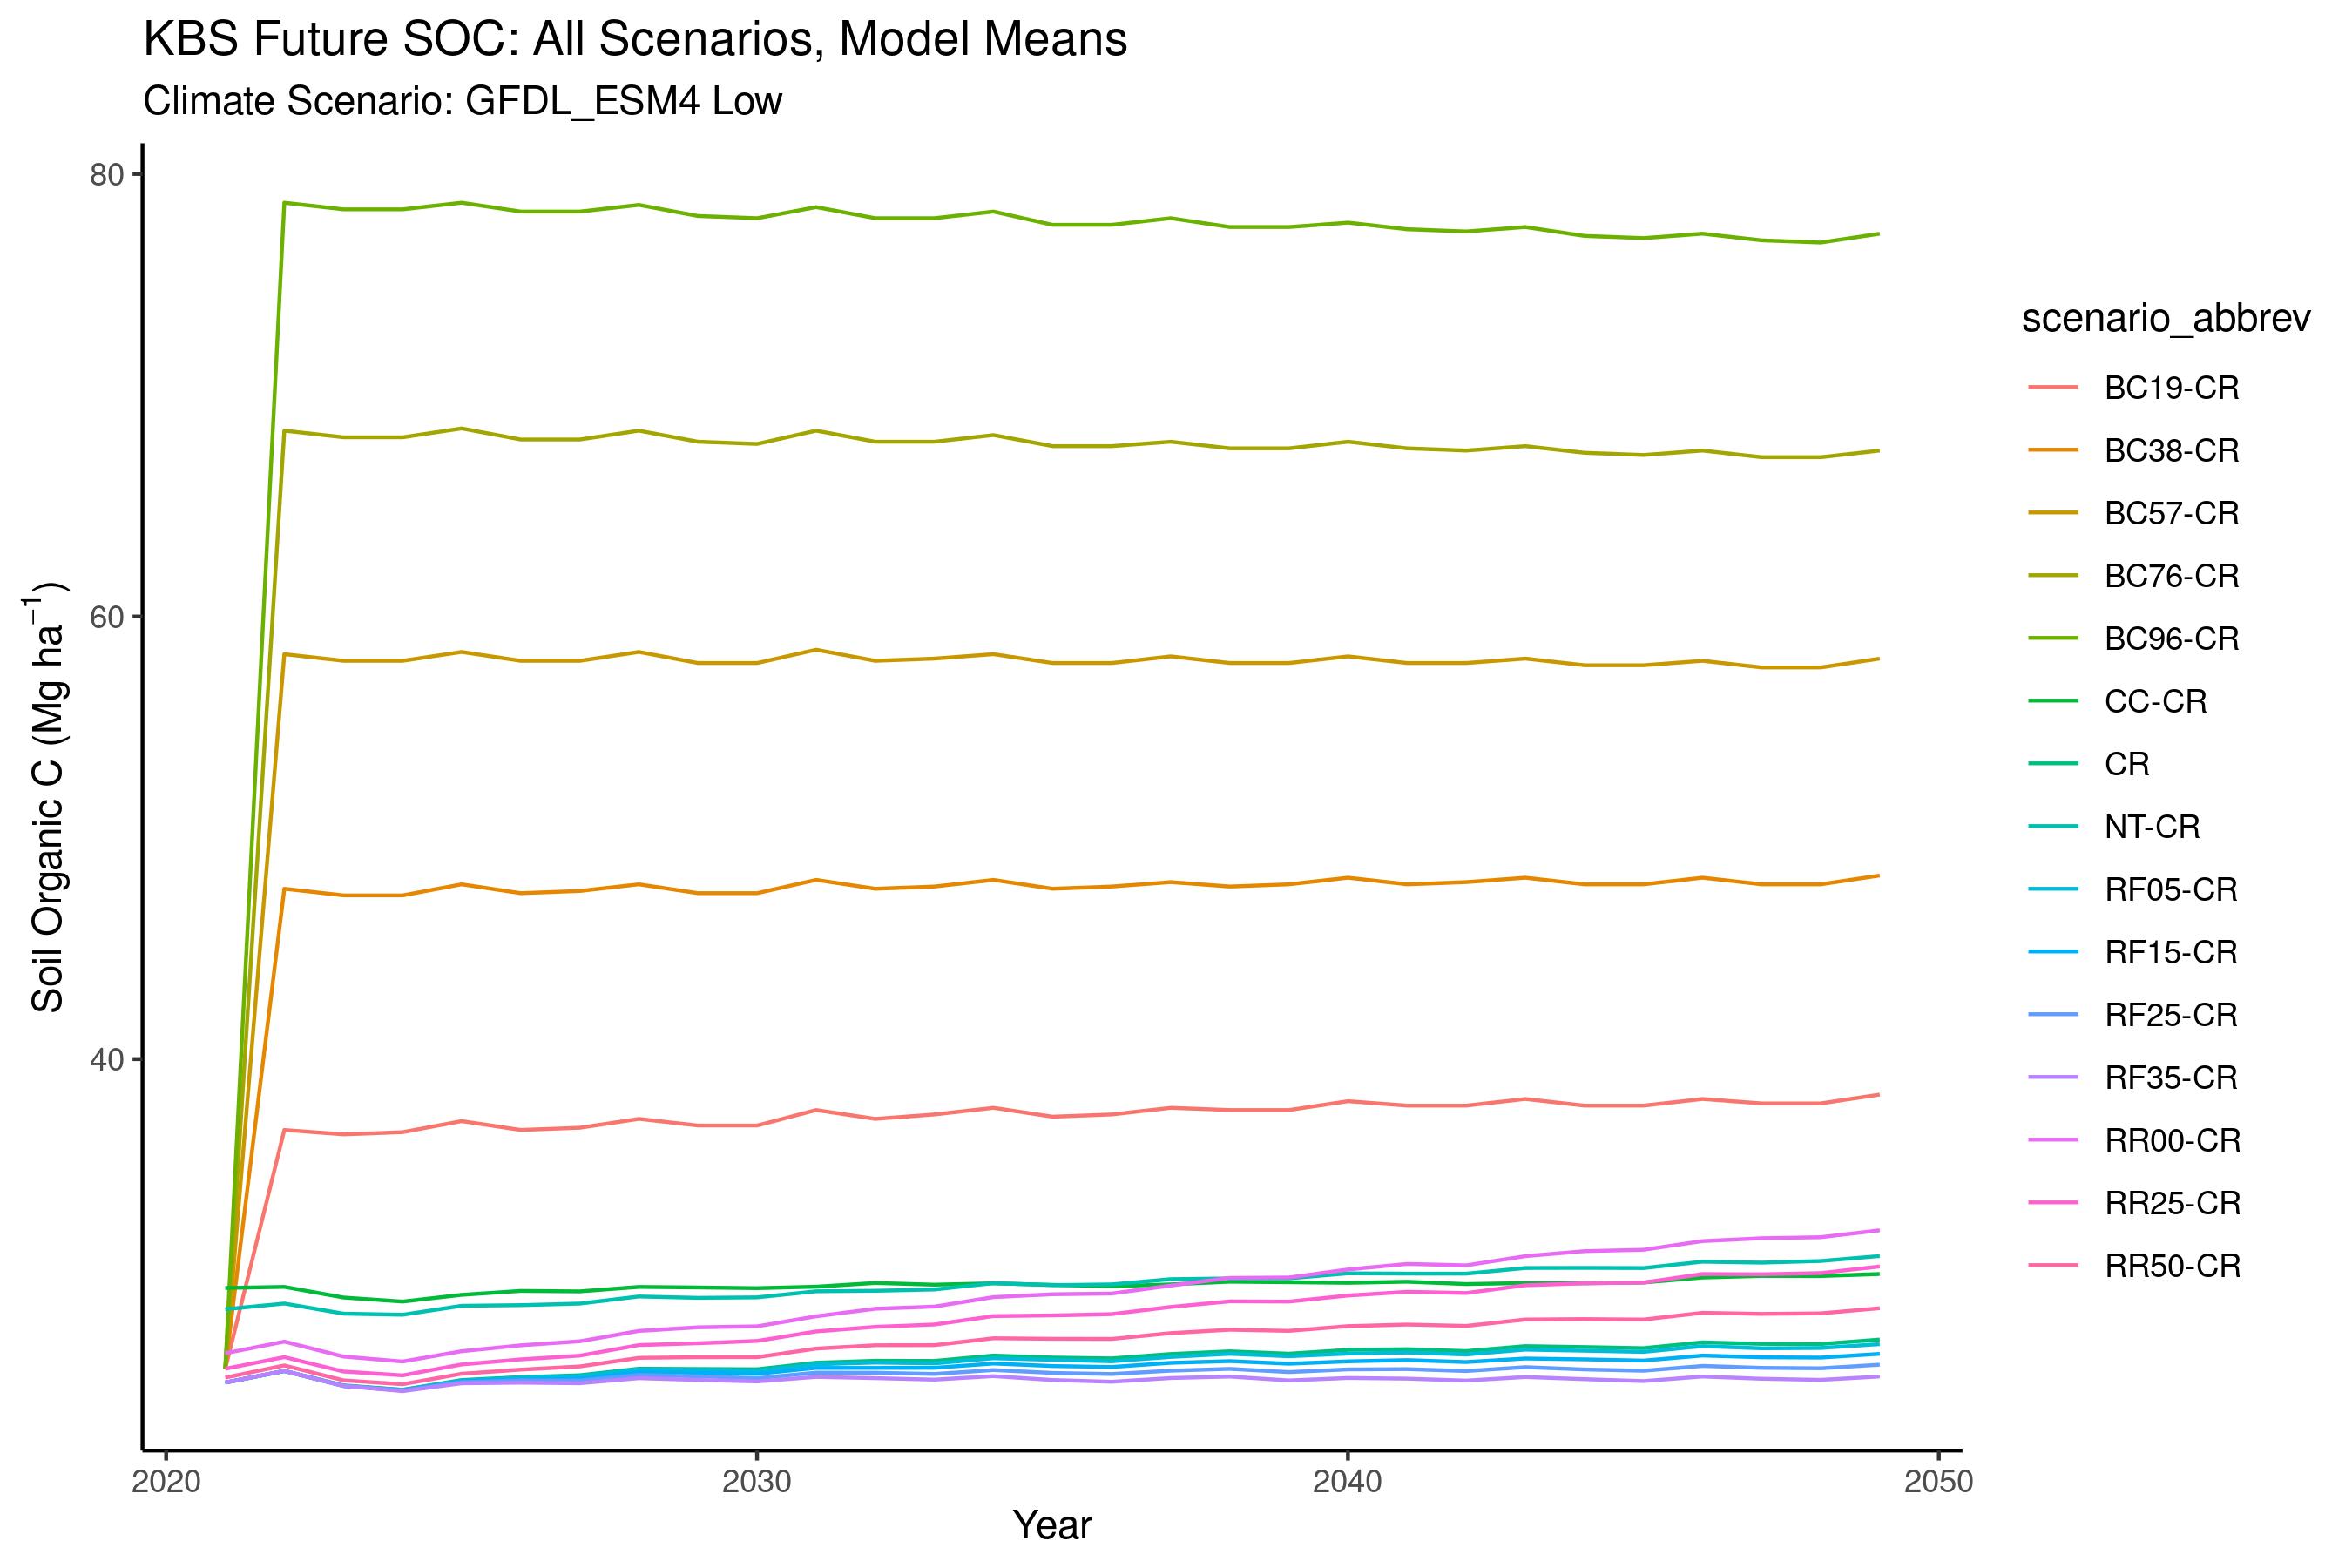 KBS Future SOC: All Scenarios, Model Means
Climate Scenario: GFDL_ESM4 Low
Soil Organic C (Mg ha⁻¹)
80
60
40
2020
2030
2040
2050
Year
scenario_abbrev
BC19-CR
BC38-CR
BC57-CR
BC76-CR
BC96-CR
CC-CR
CR
NT-CR
RF05-CR
RF15-CR
RF25-CR
RF35-CR
RR00-CR
RR25-CR
RR50-CR